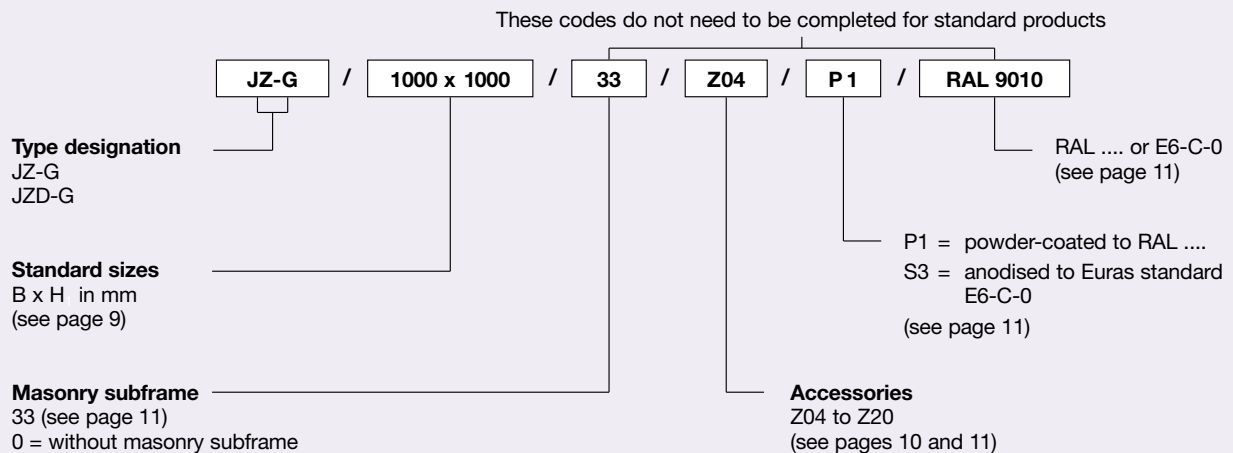 These codes do not need to be completed for standard products
JZ-G / 1000 x 1000 / 33 / Z04 / P 1 / RAL 9010
Type designation
JZ-G
JZD-G
RAL .... or E6-C-0
(see page 11)
P1 = powder-coated to RAL ....
S3 = anodised to Euras standard
E6-C-0
(see page 11)
Standard sizes
B x H in mm
(see page 9)
Masonry subframe
33 (see page 11)
0 = without masonry subframe
Accessories
Z04 to Z20
(see pages 10 and 11)